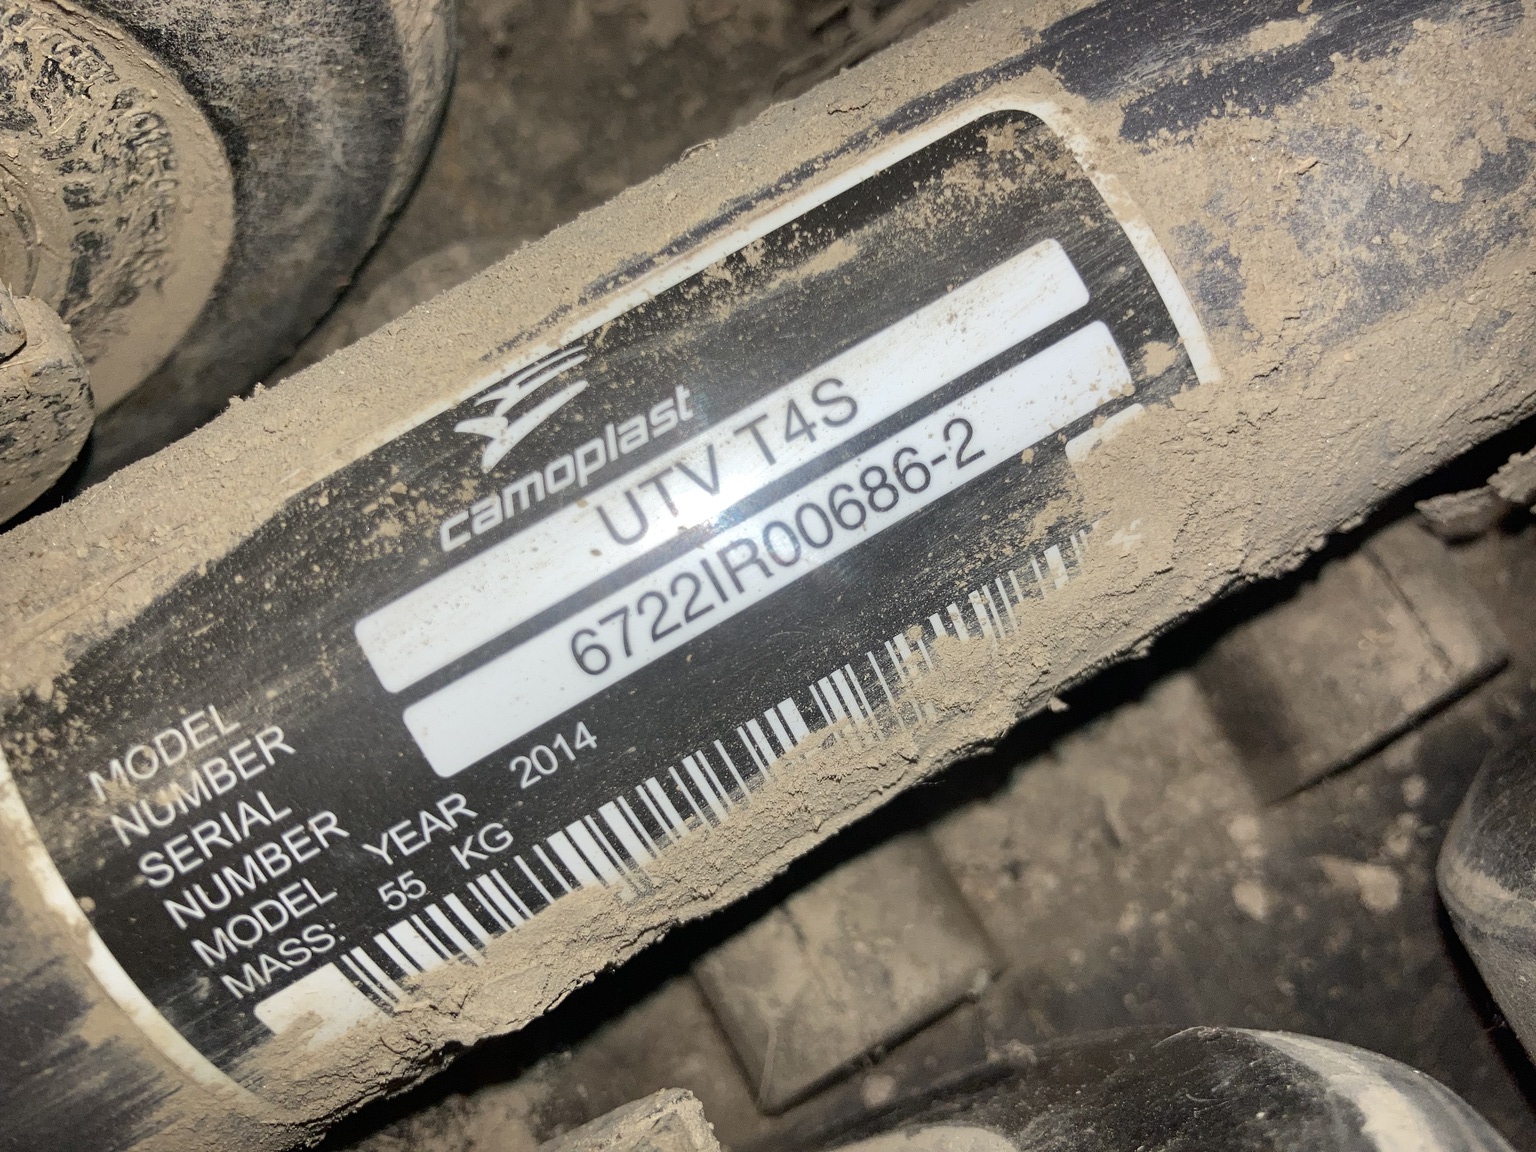 camoplast
MODEL
NUMBER
UTV T4S
SERIAL
NUMBER
6722IR00686-2
MODEL YEAR 2014
MASS: 55 KG